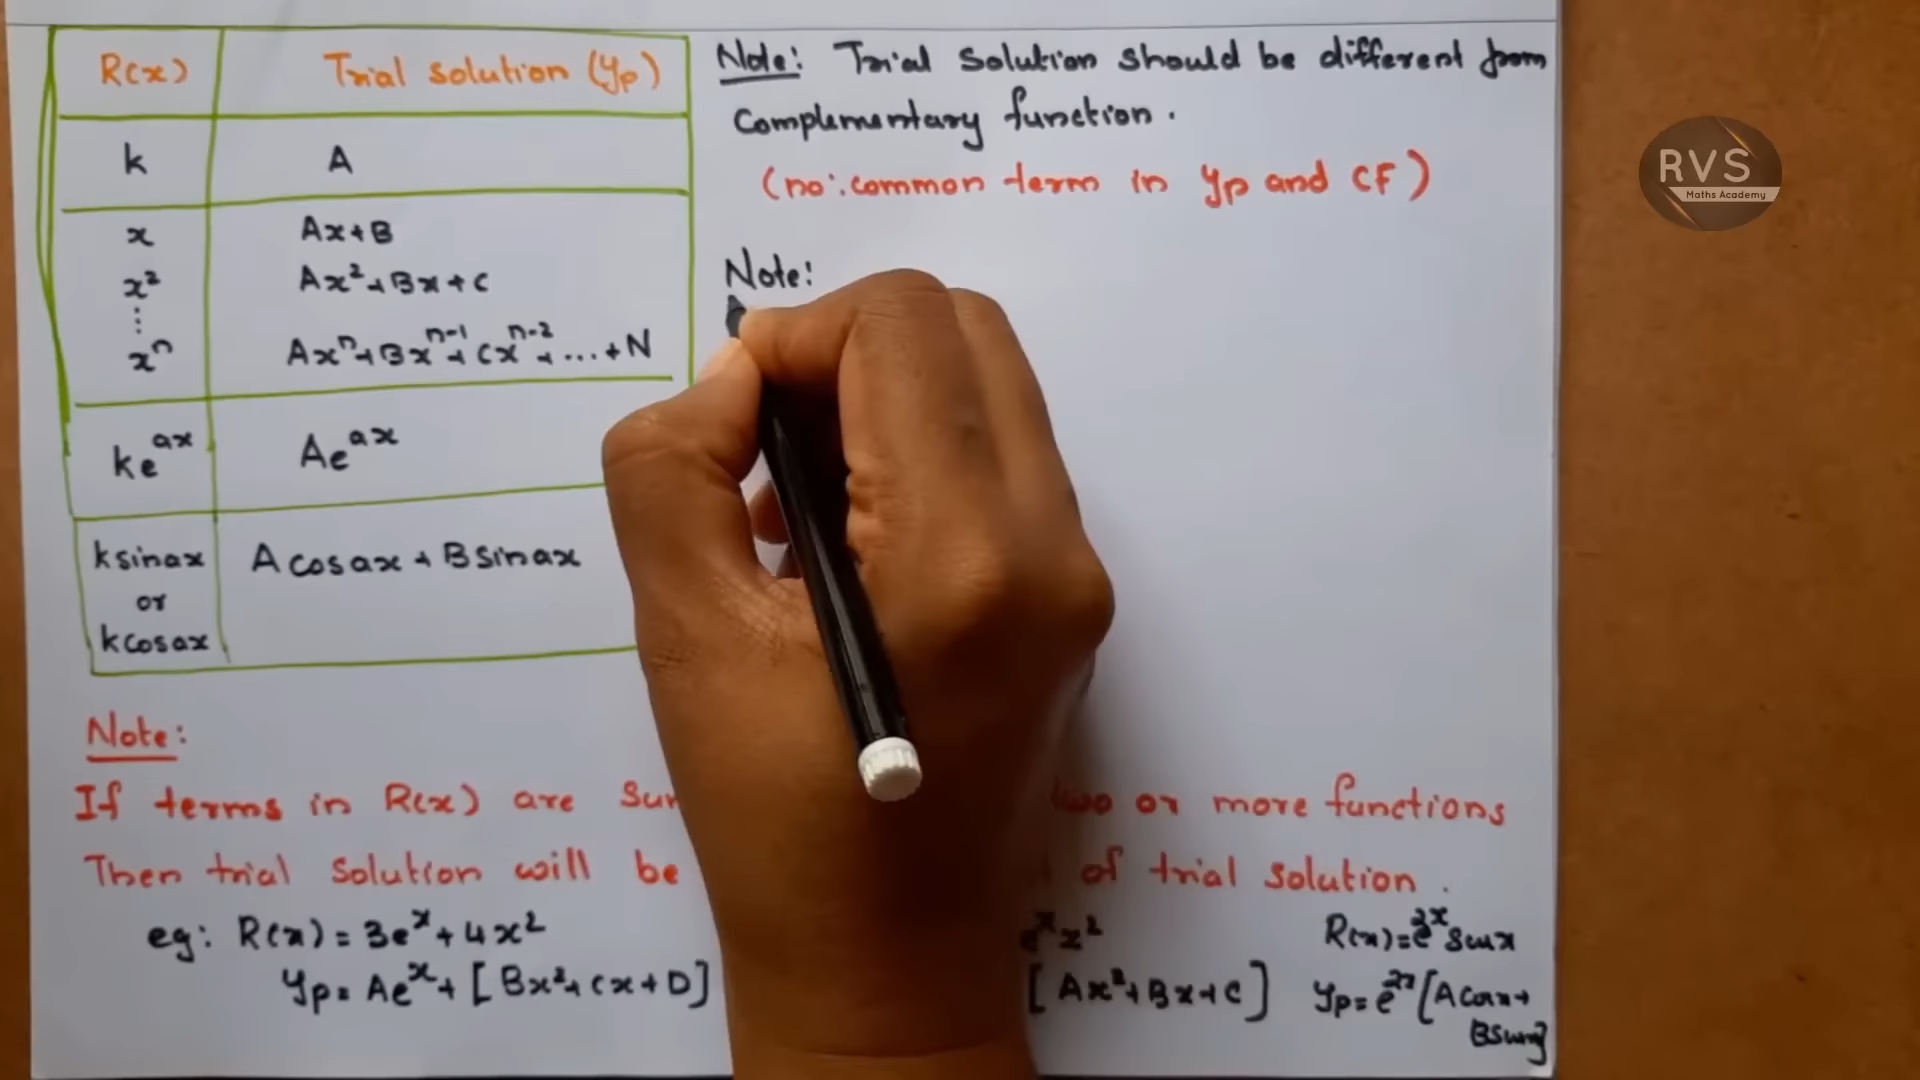 R(x) Trial solution (yp)
k A
x Ax+B
x² Ax²+Bx+C
⋮
xⁿ Axⁿ+Bxⁿ⁻¹+Cxⁿ⁻²+...+N
ke^ax Ae^ax
ksinax Acosax+Bsinax
or
kcosax
Note: Trial solution should be different from
Complementary function.
(no:common term in yp and CF)
Note:
RVS
Maths Academy
Note:
If terms in R(x) are two or more functions
Then trial solution will be of trial solution.
eg: R(x)=3e^x+4x²
yp=Ae^x+[Bx²+Cx+D]
e^x x²
[Ax²+Bx+C]
R(x)=e^2x sinx
yp=e^2x[Acosx+
Bsinx]